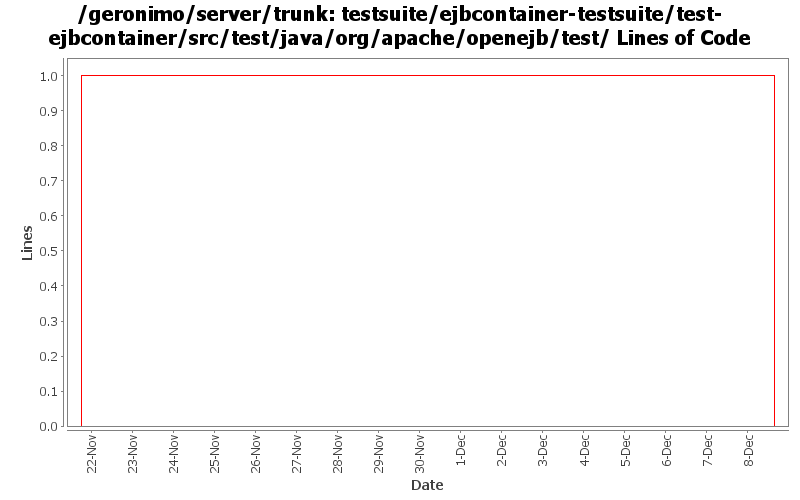 /geronimo/server/trunk: testsuite/ejbcontainer-testsuite/test-
ejbcontainer/src/test/java/org/apache/openejb/test/ Lines of Code
1.0
0.9
0.8
0.7
0.6
0.5
0.4
0.3
0.2
0.1
0.0
Lines
22-Nov
23-Nov
24-Nov
25-Nov
26-Nov
27-Nov
28-Nov
29-Nov
30-Nov
1-Dec
2-Dec
3-Dec
4-Dec
5-Dec
6-Dec
7-Dec
8-Dec
Date